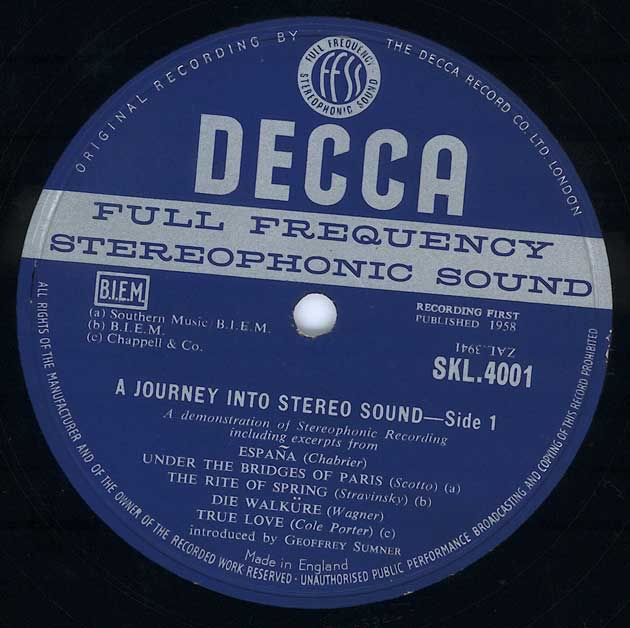 ORIGINAL RECORDING BY THE DECCA RECORD CO. LTD. LONDON
FULL FREQUENCY
ffss
STEREOPHONIC SOUND
DECCA
FULL FREQUENCY
STEREOPHONIC SOUND
B.I.E.M.
(a) Southern Music/B.I.E.M.
(b) B.I.E.M.
(c) Chappell & Co.
RECORDING FIRST
PUBLISHED 1958
ZAL.3941
SKL.4001
A JOURNEY INTO STEREO SOUND—Side 1
A demonstration of Stereophonic Recording
including excerpts from
ESPAÑA (Chabrier)
UNDER THE BRIDGES OF PARIS (Scotto) (a)
THE RITE OF SPRING (Stravinsky) (b)
DIE WALKÜRE (Wagner)
TRUE LOVE (Cole Porter) (c)
introduced by GEOFFREY SUMNER
Made in England
ALL RIGHTS OF THE MANUFACTURER AND OF THE OWNER OF THE RECORDED WORK RESERVED · UNAUTHORISED PUBLIC PERFORMANCE BROADCASTING AND COPYING OF THIS RECORD PROHIBITED